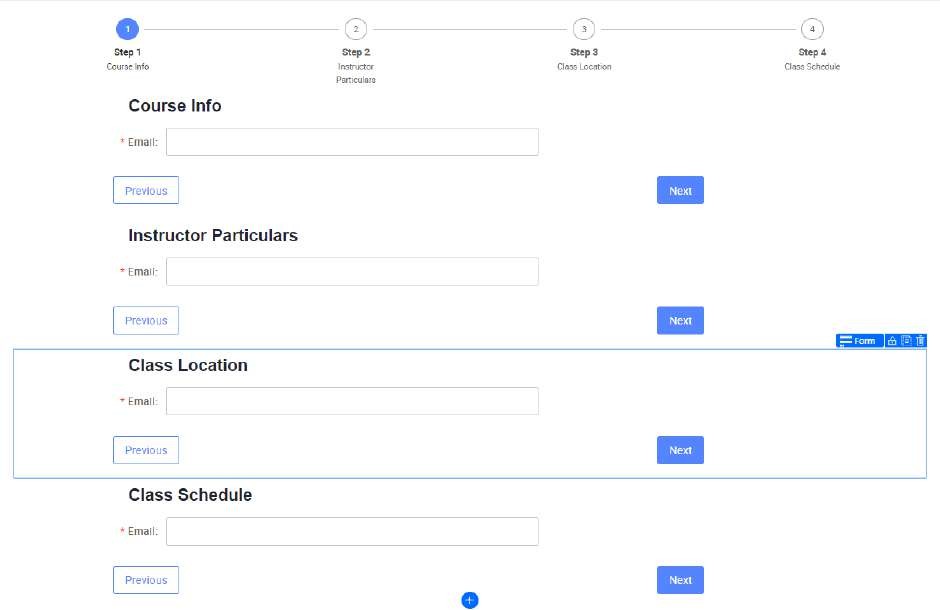 1 2 3 4
Step 1 Step 2 Step 3 Step 4
Course Info Instructor Class Location Class Schedule
Particulars
Course Info
* Email:
Previous Next
Instructor Particulars
* Email:
Previous Next
Form
Class Location
* Email:
Previous Next
Class Schedule
* Email:
Previous Next